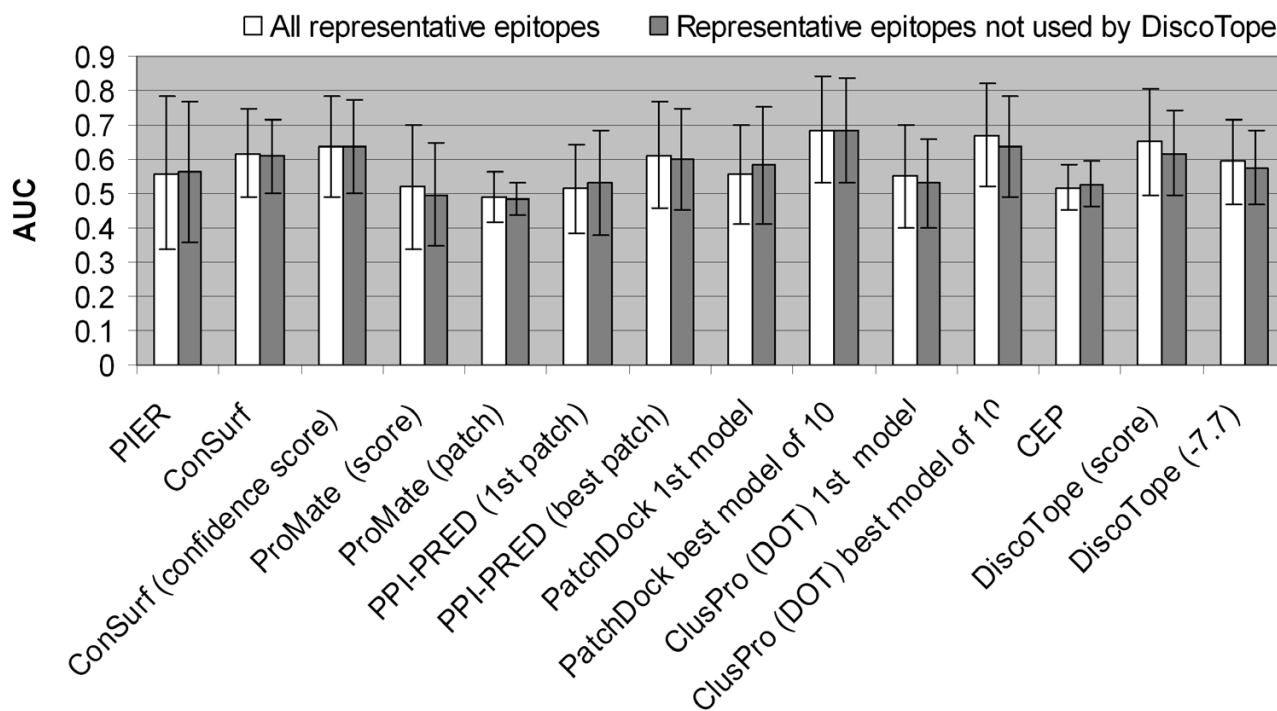 All representative epitopes
Representative epitopes not used by DiscoTope
AUC
0.9
0.8
0.7
0.6
0.5
0.4
0.3
0.2
0.1
0
PIER
ConSurf
ConSurf (confidence score)
ProMate (score)
ProMate (patch)
PPI-PRED (1st patch)
PPI-PRED (best patch)
PatchDock 1st model
PatchDock best model of 10
ClusPro (DOT) 1st model
ClusPro (DOT) best model of 10
CEP
DiscoTope (score)
DiscoTope (-7.7)